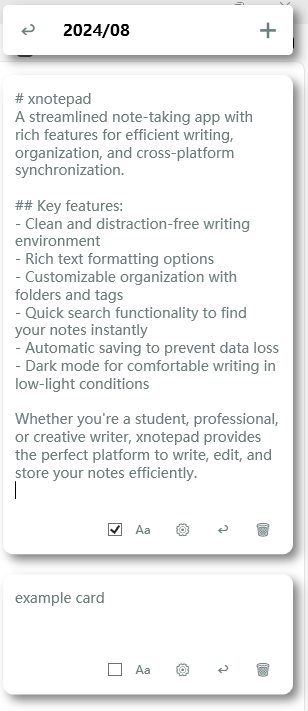 2024/08
# xnotepad
A streamlined note-taking app with
rich features for efficient writing,
organization, and cross-platform
synchronization.
## Key features:
- Clean and distraction-free writing
environment
- Rich text formatting options
- Customizable organization with
folders and tags
- Quick search functionality to find
your notes instantly
- Automatic saving to prevent data loss
- Dark mode for comfortable writing in
low-light conditions
Whether you're a student, professional,
or creative writer, xnotepad provides
the perfect platform to write, edit, and
store your notes efficiently.
Aa
example card
Aa